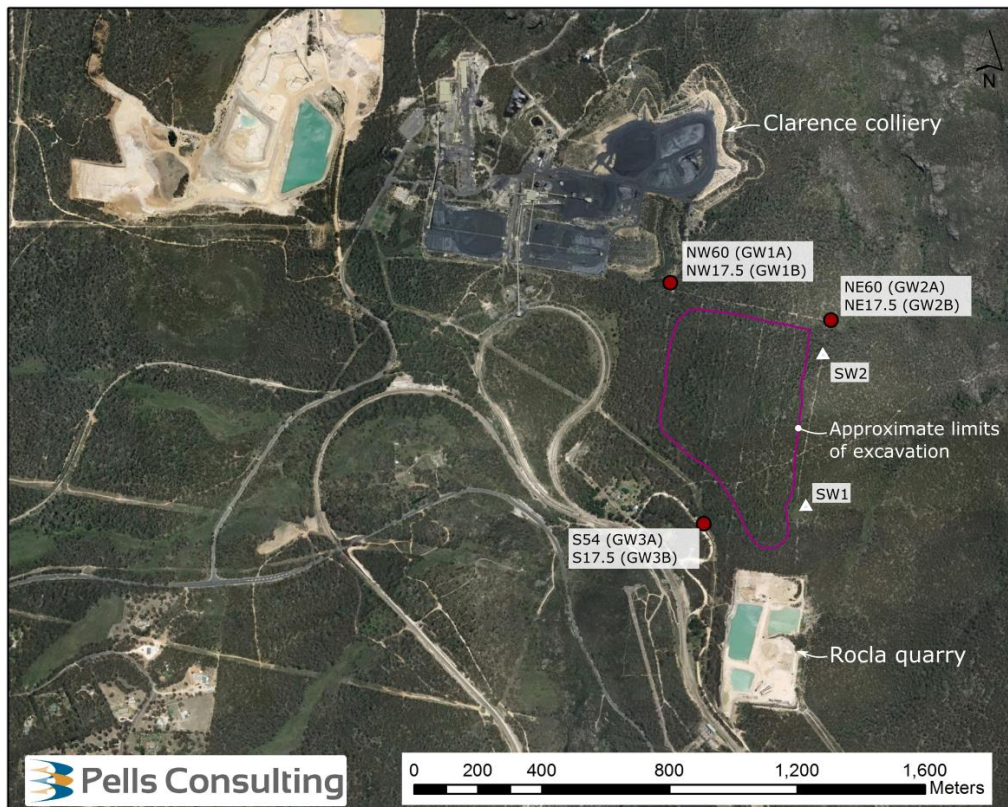 N
Clarence colliery
NW60 (GW1A)
NW17.5 (GW1B)
NE60 (GW2A)
NE17.5 (GW2B)
SW2
Approximate limits
of excavation
SW1
S54 (GW3A)
S17.5 (GW3B)
Rocla quarry
Pells Consulting
0 200 400 800 1,200 1,600
Meters